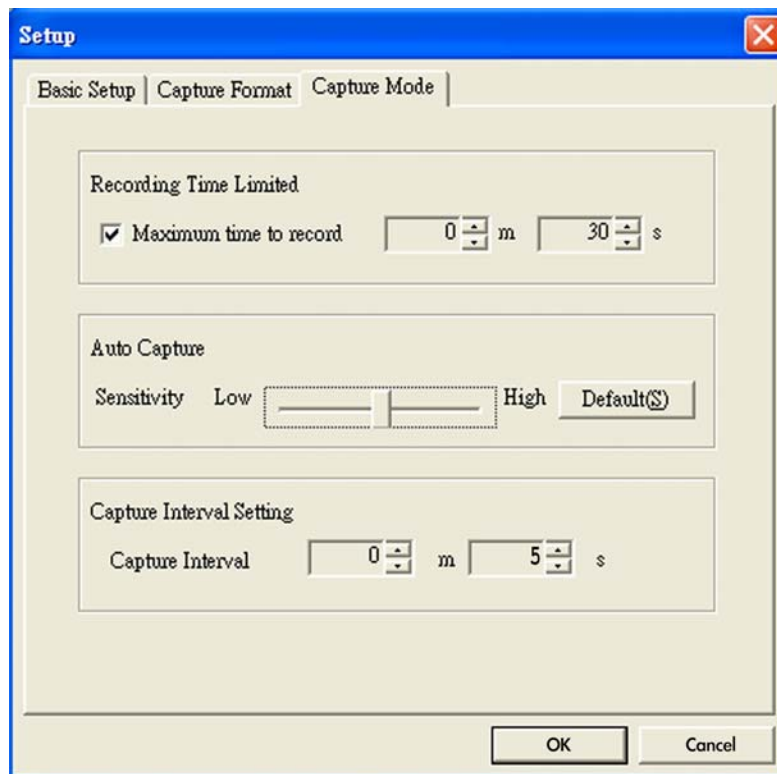 Setup
Basic Setup Capture Format Capture Mode
Recording Time Limited
Maximum time to record 0 m 30 s
Auto Capture
Sensitivity Low High Default(S)
Capture Interval Setting
Capture Interval 0 m 5 s
OK Cancel